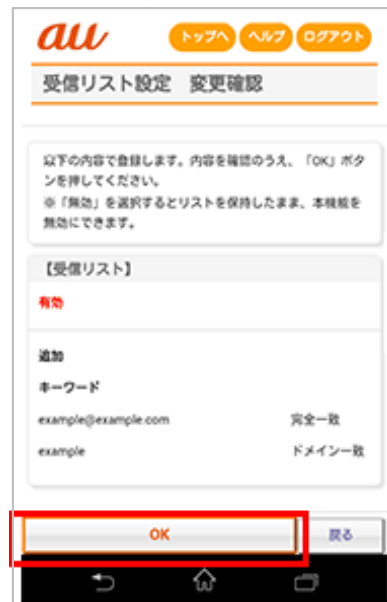 au トップへ ヘルプ ログアウト
受信リスト設定　変更確認
以下の内容で登録します。内容を確認のうえ、「OK」ボタ
ンを押してください。
※「無効」を選択するとリストを保持したまま、本機能を
無効にできます。
【受信リスト】
有効
追加
キーワード
example@example.com 完全一致
example ドメイン一致
OK 戻る